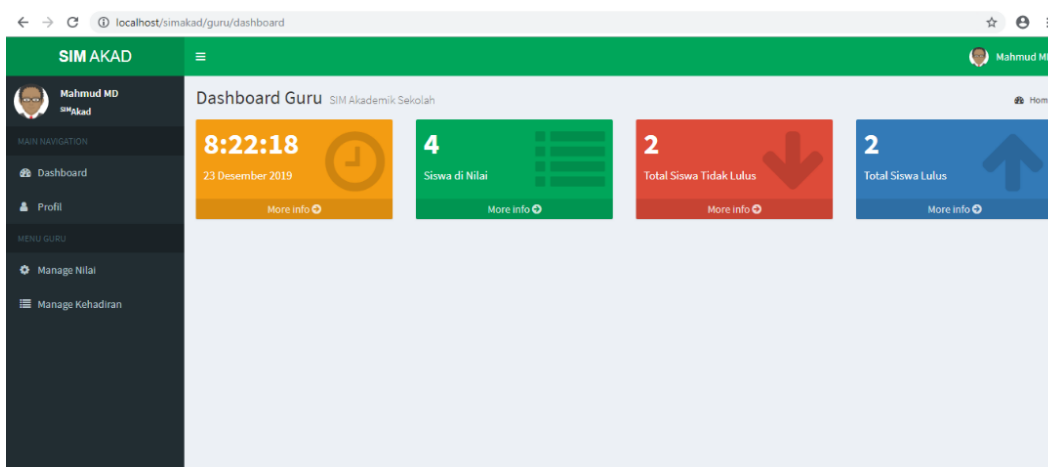 localhost/simakad/guru/dashboard
SIM AKAD
Mahmud MD
Mahmud MD
SIMAkad
Dashboard Guru SIM Akademik Sekolah
MAIN NAVIGATION
Dashboard
Profil
MENU GURU
Manage Nilai
Manage Kehadiran
8:22:18
23 Desember 2019
More info
4
Siswa di Nilai
More info
2
Total Siswa Tidak Lulus
More info
2
Total Siswa Lulus
More info